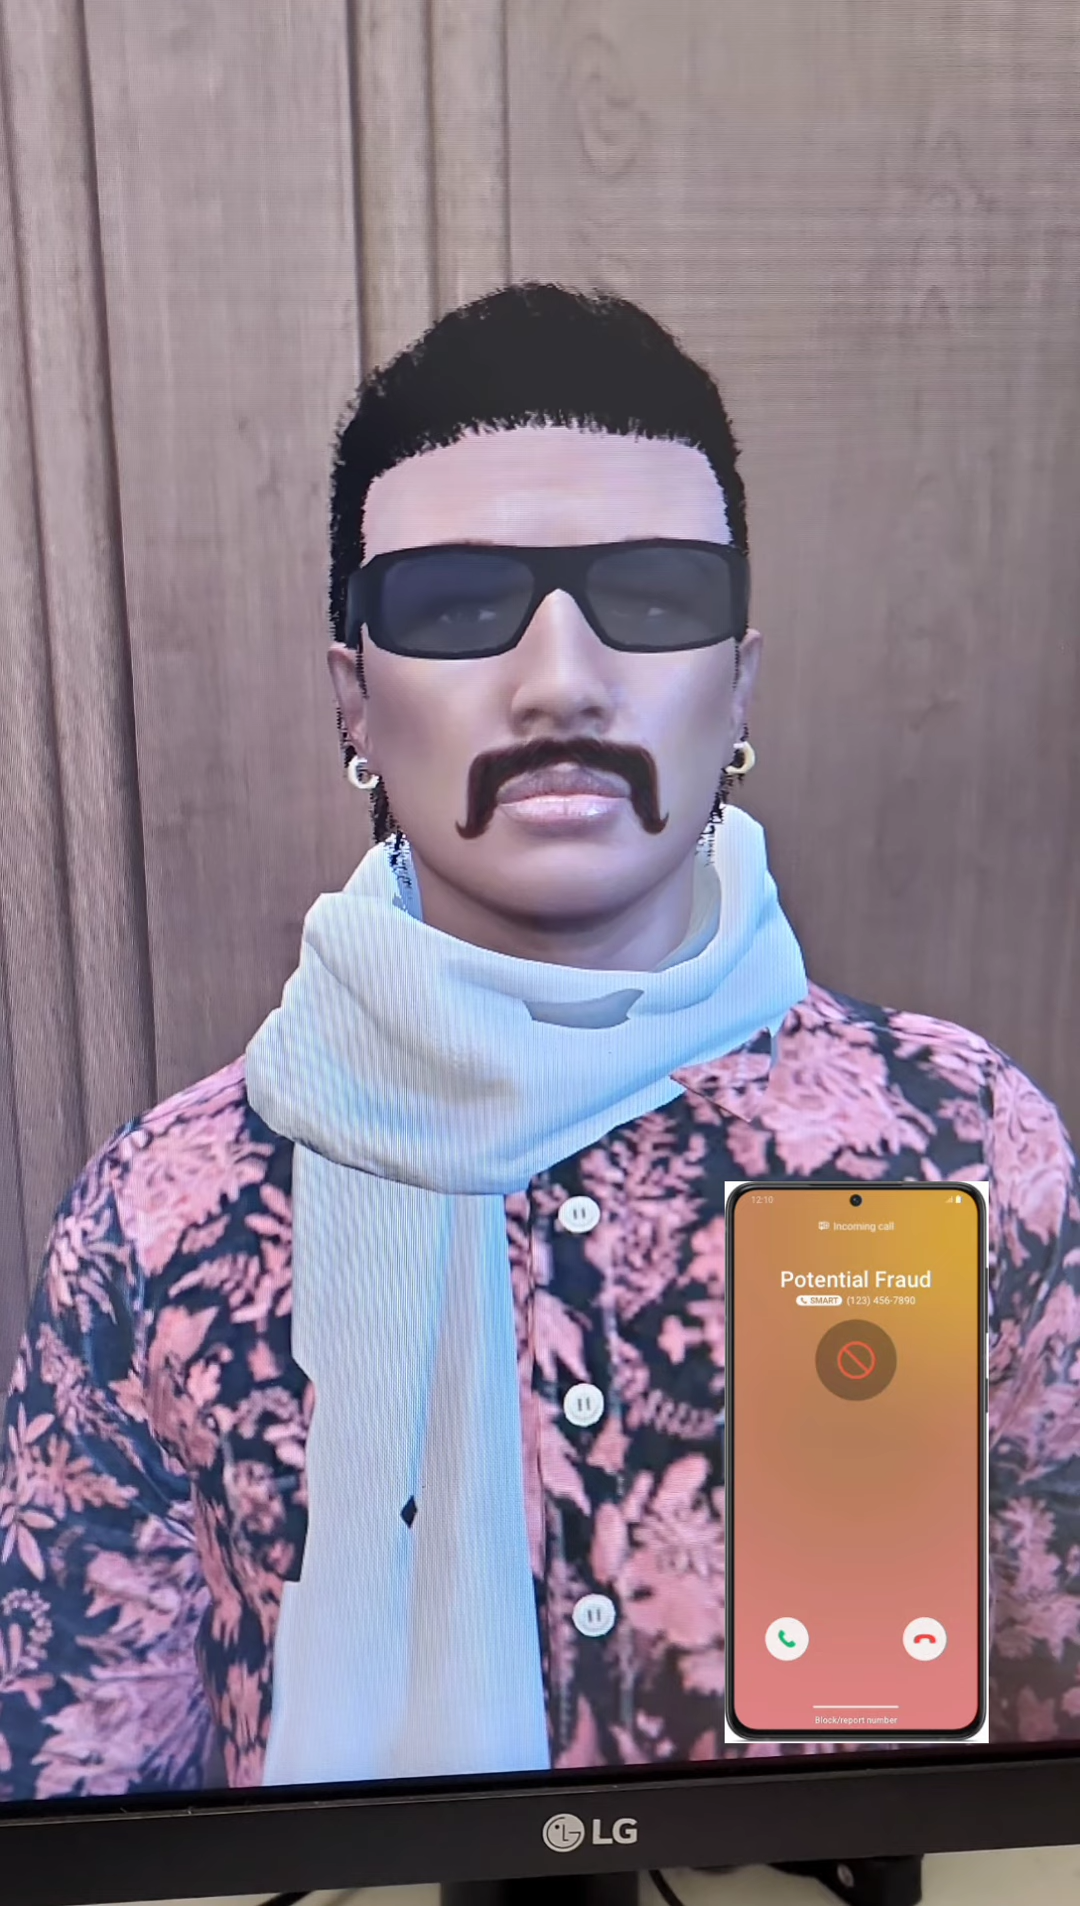 12:10
Incoming call
Potential Fraud
SMART (123) 456-7890
Block/report number
LG